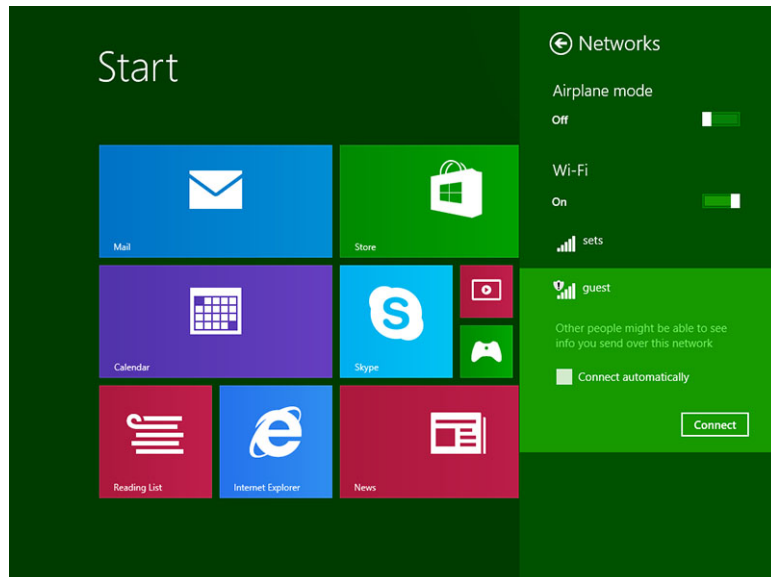 Start
Mail
Store
Calendar
Skype
Reading List
Internet Explorer
News
Networks
Airplane mode
Off
Wi-Fi
On
sets
guest
Other people might be able to see
info you send over this network
Connect automatically
Connect